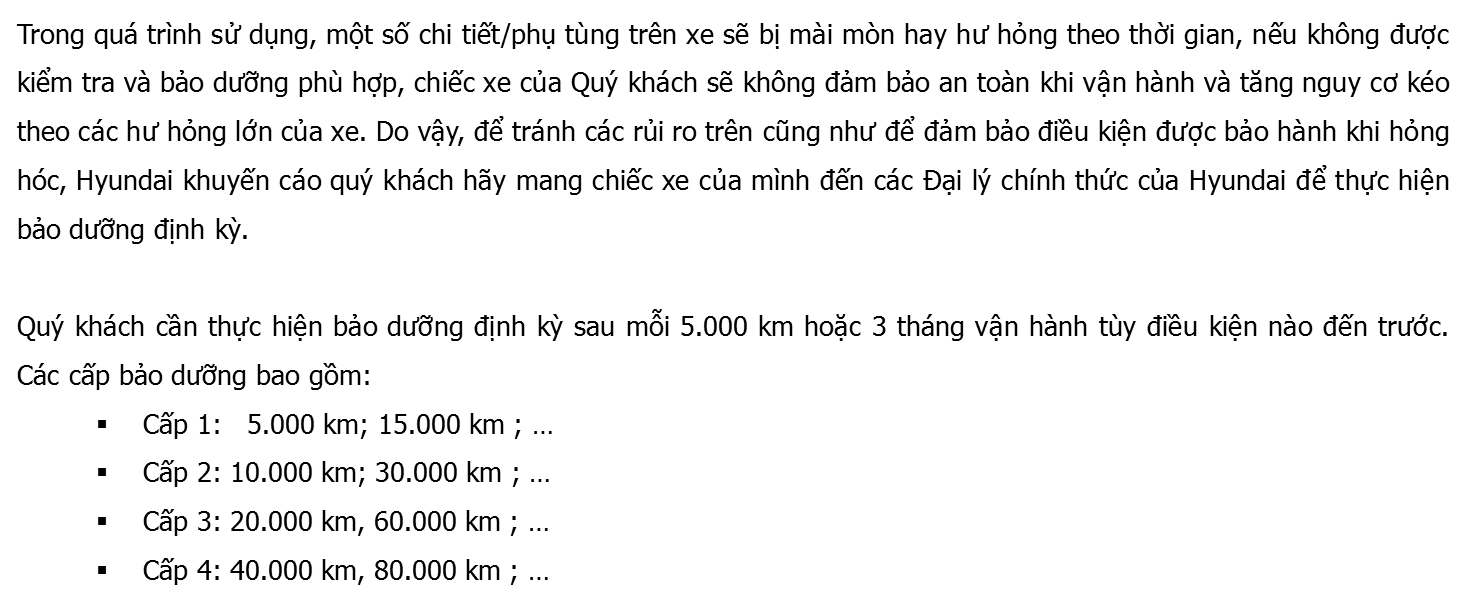 Trong quá trình sử dụng, một số chi tiết/phụ tùng trên xe sẽ bị mài mòn hay hư hỏng theo thời gian, nếu không được
kiểm tra và bảo dưỡng phù hợp, chiếc xe của Quý khách sẽ không đảm bảo an toàn khi vận hành và tăng nguy cơ kéo
theo các hư hỏng lớn của xe. Do vậy, để tránh các rủi ro trên cũng như để đảm bảo điều kiện được bảo hành khi hỏng
hóc, Hyundai khuyến cáo quý khách hãy mang chiếc xe của mình đến các Đại lý chính thức của Hyundai để thực hiện
bảo dưỡng định kỳ.
Quý khách cần thực hiện bảo dưỡng định kỳ sau mỗi 5.000 km hoặc 3 tháng vận hành tùy điều kiện nào đến trước.
Các cấp bảo dưỡng bao gồm:
▪ Cấp 1: 5.000 km; 15.000 km ; …
▪ Cấp 2: 10.000 km; 30.000 km ; …
▪ Cấp 3: 20.000 km, 60.000 km ; …
▪ Cấp 4: 40.000 km, 80.000 km ; …